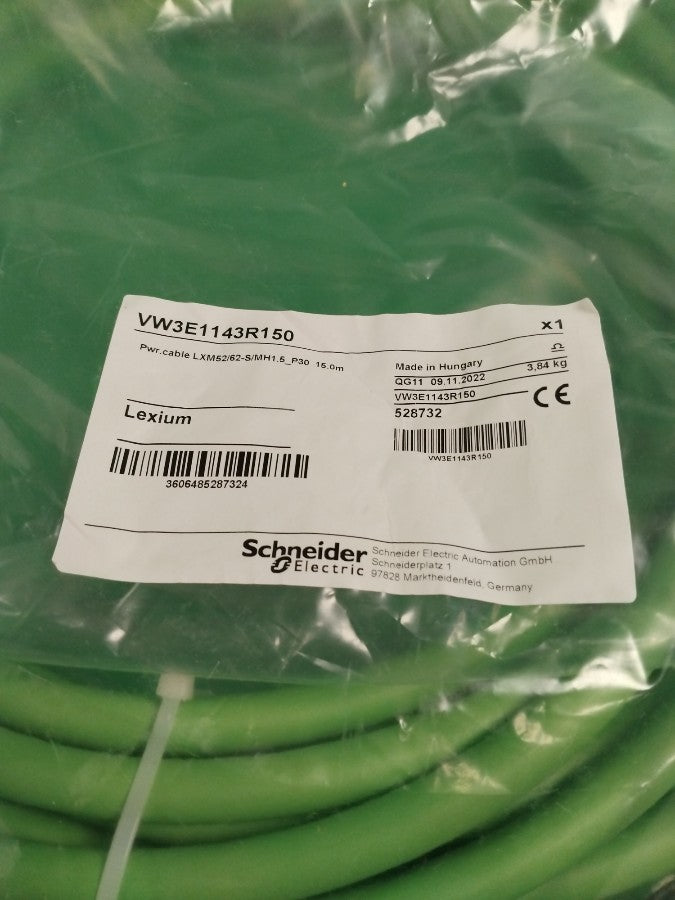 VW3E1143R150
x1
Pwr.cable LXM52/62-S/MH1.5_P30 15.0m
Made in Hungary
3,84 kg
QG11 09.11.2022
VW3E1143R150
528732
CE
Lexium
VW3E1143R150
3606485287324
Schneider Electric
Schneider Electric Automation GmbH
Schneiderplatz 1
97828 Marktheidenfeld, Germany